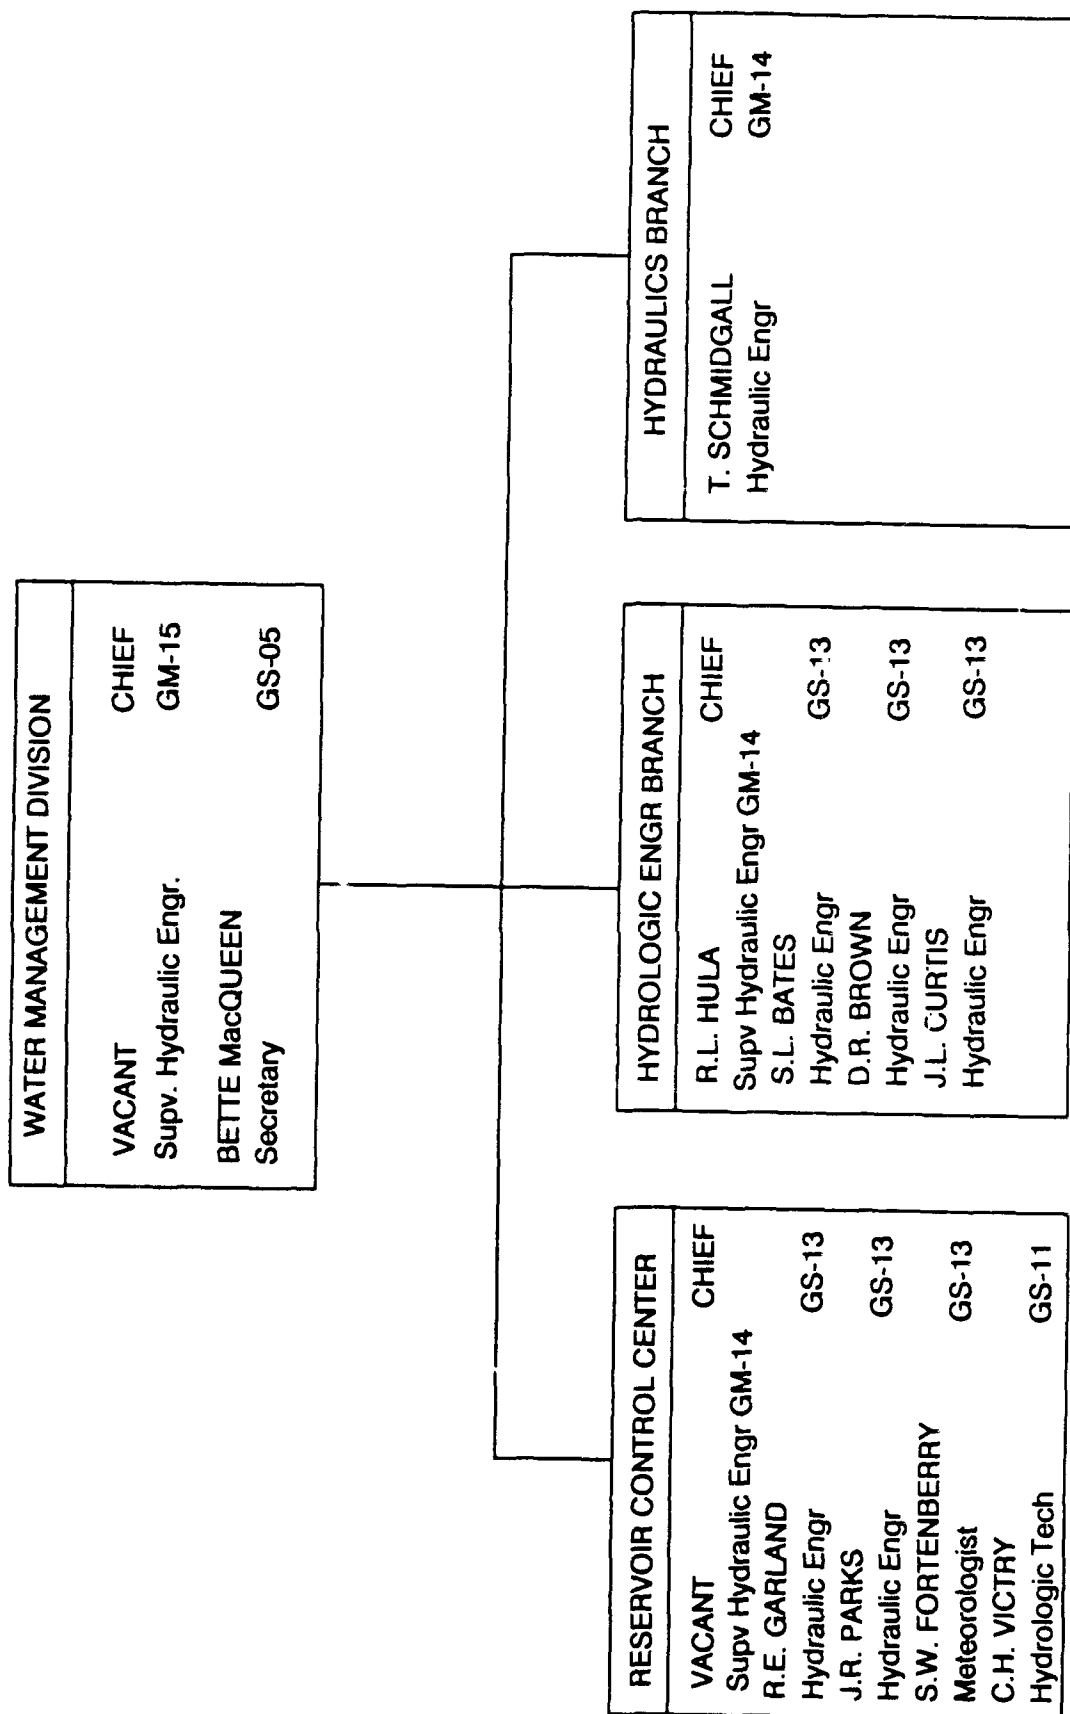 WATER MANAGEMENT DIVISION
VACANT CHIEF
Supv. Hydraulic Engr. GM-15
BETTE MacQUEEN
Secretary GS-05
RESERVOIR CONTROL CENTER
VACANT CHIEF
Supv Hydraulic Engr GM-14
R.E. GARLAND
Hydraulic Engr GS-13
J.R. PARKS
Hydraulic Engr GS-13
S.W. FORTENBERRY
Meteorologist GS-13
C.H. VICTRY
Hydrologic Tech GS-11
HYDROLOGIC ENGR BRANCH
R.L. HULA CHIEF
Supv Hydraulic Engr GM-14
S.L. BATES
Hydraulic Engr GS-13
D.R. BROWN
Hydraulic Engr GS-13
J.L. CURTIS
Hydraulic Engr GS-13
HYDRAULICS BRANCH
T. SCHMIDGALL CHIEF
Hydraulic Engr GM-14